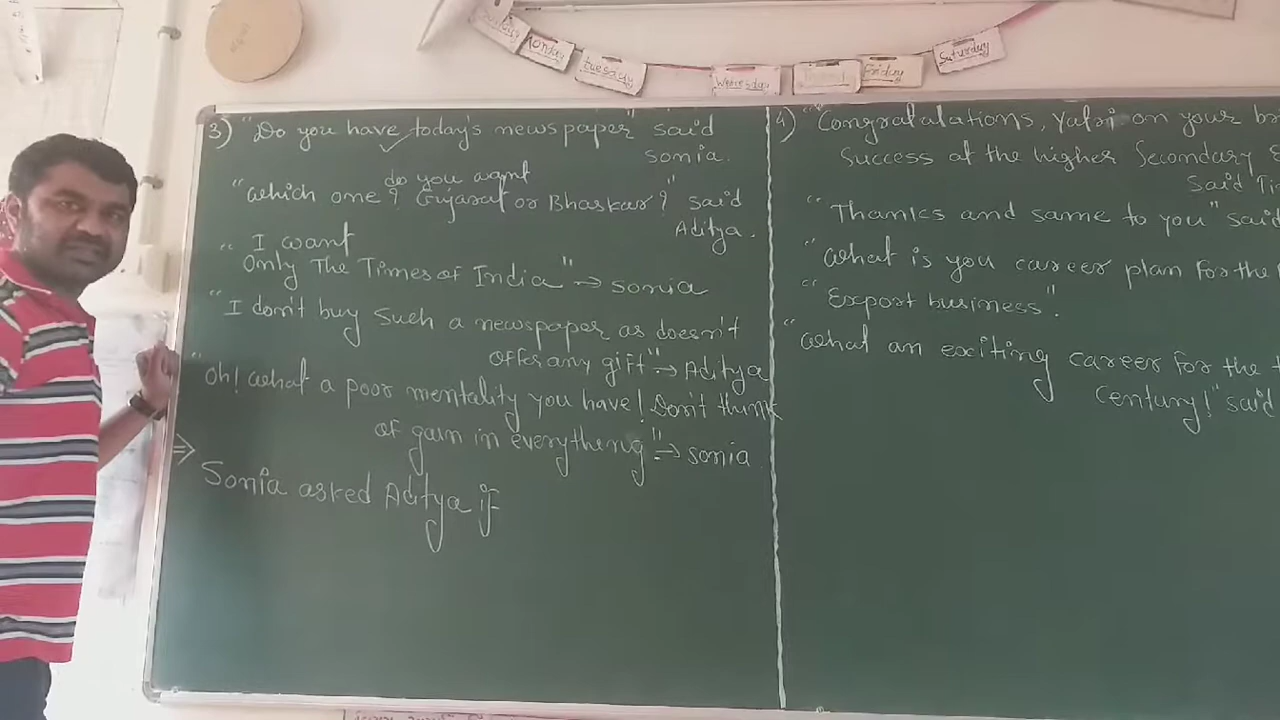 Monday
Tuesday
Wednesday
Friday
Saturday
3) "Do you have today's newspaper" said
sonia.
do you want
"which one? Gujarat or Bhaskar?" said
Aditya.
" I want
Only The Times of India" → sonia
"I don't buy such a newspaper as doesn't
offer any gift" → Aditya
"Oh! what a poor mentality you have! Don't think
of gain in everything" → sonia
⇒
Sonia asked Aditya if
4) "Congratulations, on your
success at the higher Secondary
said
"Thanks and same to you" said
"what is you career plan for the
"Export business".
"what an exciting career for the
century!" said